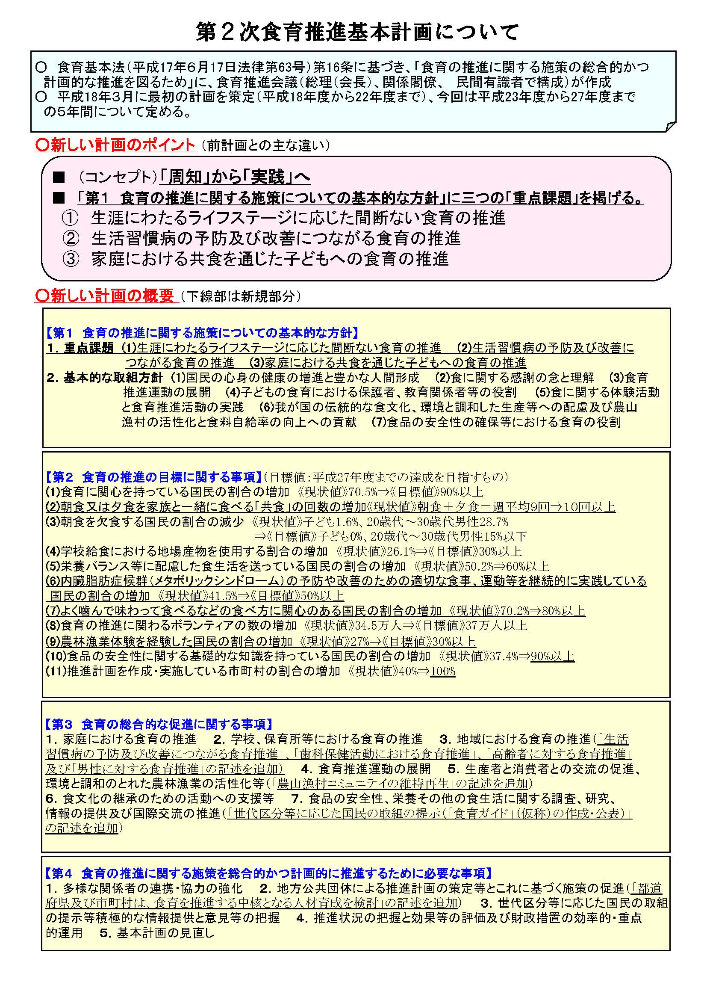 第２次食育推進基本計画について
○　食育基本法（平成17年６月17日法律第63号）第16条に基づき、「食育の推進に関する施策の総合的かつ
計画的な推進を図るため」に、食育推進会議（総理（会長）、関係閣僚、　民間有識者で構成）が作成
○　平成18年３月に最初の計画を策定（平成18年度から22年度まで）、今回は平成23年度から27年度まで
の５年間について定める。
○新しい計画のポイント（前計画との主な違い）
■　（コンセプト）「周知」から「実践」へ
■　「第１　食育の推進に関する施策についての基本的な方針」に三つの「重点課題」を掲げる。
①　生涯にわたるライフステージに応じた間断ない食育の推進
②　生活習慣病の予防及び改善につながる食育の推進
③　家庭における共食を通じた子どもへの食育の推進
○新しい計画の概要（下線部は新規部分）
【第１　食育の推進に関する施策についての基本的な方針】
１．重点課題　(1)生涯にわたるライフステージに応じた間断ない食育の推進　(2)生活習慣病の予防及び改善に
つながる食育の推進　(3)家庭における共食を通じた子どもへの食育の推進
２．基本的な取組方針　(1)国民の心身の健康の増進と豊かな人間形成　(2)食に関する感謝の念と理解　(3)食育
推進運動の展開　(4)子どもの食育における保護者、教育関係者等の役割　(5)食に関する体験活動
と食育推進活動の実践　(6)我が国の伝統的な食文化、環境と調和した生産等への配慮及び農山
漁村の活性化と食料自給率の向上への貢献　(7)食品の安全性の確保等における食育の役割
【第２　食育の推進の目標に関する事項】（目標値：平成27年度までの達成を目指すもの）
(1)食育に関心を持っている国民の割合の増加　《現状値》70.5%⇒《目標値》90%以上
(2)朝食又は夕食を家族と一緒に食べる「共食」の回数の増加《現状値》朝食＋夕食＝週平均9回⇒10回以上
(3)朝食を欠食する国民の割合の減少　《現状値》子ども1.6%、20歳代～30歳代男性28.7%
⇒《目標値》子ども0%、20歳代～30歳代男性15%以下
(4)学校給食における地場産物を使用する割合の増加　《現状値》26.1%⇒《目標値》30%以上
(5)栄養バランス等に配慮した食生活を送っている国民の割合の増加　《現状値》50.2%⇒60%以上
(6)内臓脂肪症候群（メタボリックシンドローム）の予防や改善のための適切な食事、運動等を継続的に実践している
国民の割合の増加　《現状値》41.5%⇒《目標値》50%以上
(7)よく噛んで味わって食べるなどの食べ方に関心のある国民の割合の増加　《現状値》70.2%⇒80%以上
(8)食育の推進に関わるボランティアの数の増加　《現状値》34.5万人⇒《目標値》37万人以上
(9)農林漁業体験を経験した国民の割合の増加　《現状値》27%⇒《目標値》30%以上
(10)食品の安全性に関する基礎的な知識を持っている国民の割合の増加　《現状値》37.4%⇒90%以上
(11)推進計画を作成・実施している市町村の割合の増加　《現状値》40%⇒100%
【第３　食育の総合的な促進に関する事項】
１．家庭における食育の推進　２．学校、保育所等における食育の推進　３．地域における食育の推進（「生活
習慣病の予防及び改善につながる食育推進」、「歯科保健活動における食育推進」、「高齢者に対する食育推進」
及び「男性に対する食育推進」の記述を追加）　４．食育推進運動の展開　５．生産者と消費者との交流の促進、
環境と調和のとれた農林漁業の活性化等（「農山漁村コミュニテイの維持再生」の記述を追加）
６．食文化の継承のための活動への支援等　７．食品の安全性、栄養その他の食生活に関する調査、研究、
情報の提供及び国際交流の推進（「世代区分等に応じた国民の取組の提示（「食育ガイド」（仮称）の作成・公表）」
の記述を追加）
【第４　食育の推進に関する施策を総合的かつ計画的に推進するために必要な事項】
１．多様な関係者の連携・協力の強化　２．地方公共団体による推進計画の策定等とこれに基づく施策の促進（「都道
府県及び市町村は、食育を推進する中核となる人材育成を検討」の記述を追加）　３．世代区分等に応じた国民の取組
の提示等積極的な情報提供と意見等の把握　４．推進状況の把握と効果等の評価及び財政措置の効率的・重点
的運用　５．基本計画の見直し